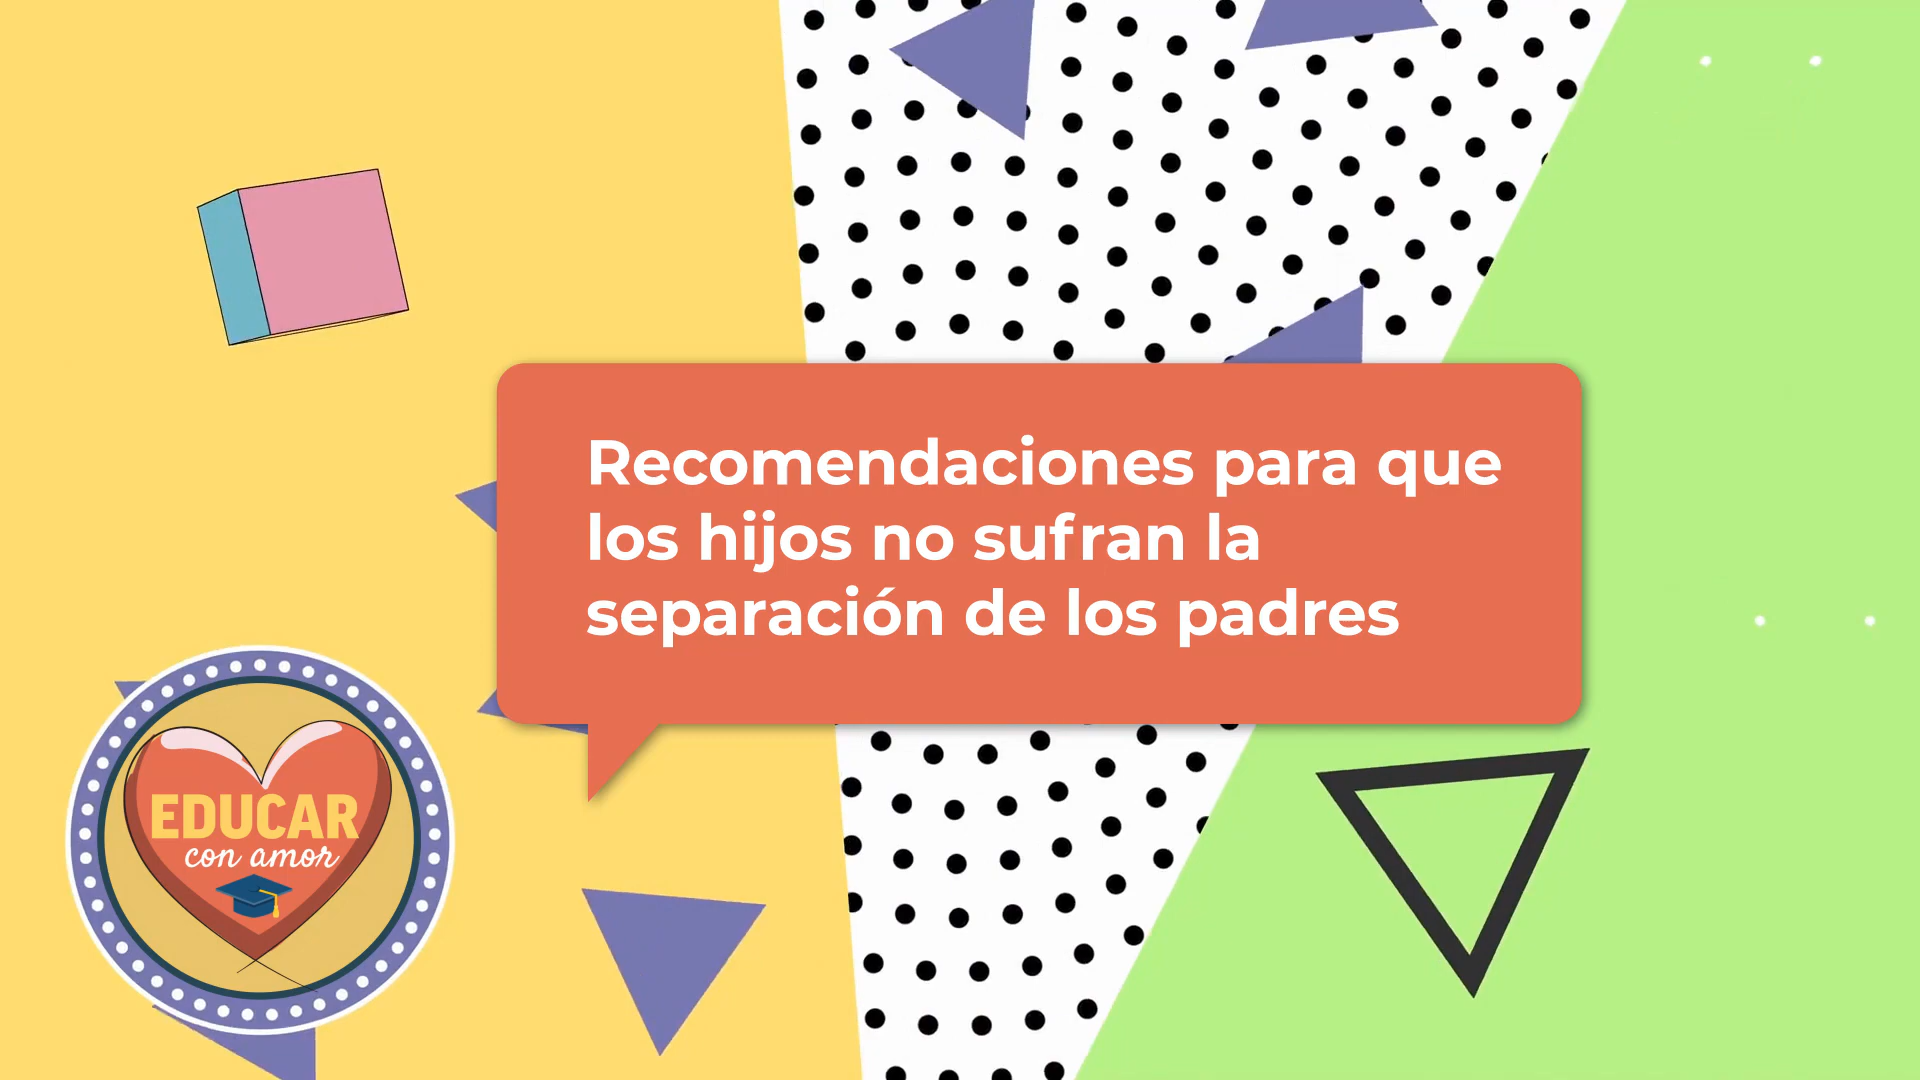 Recomendaciones para que
los hijos no sufran la
separación de los padres
EDUCAR
con amor